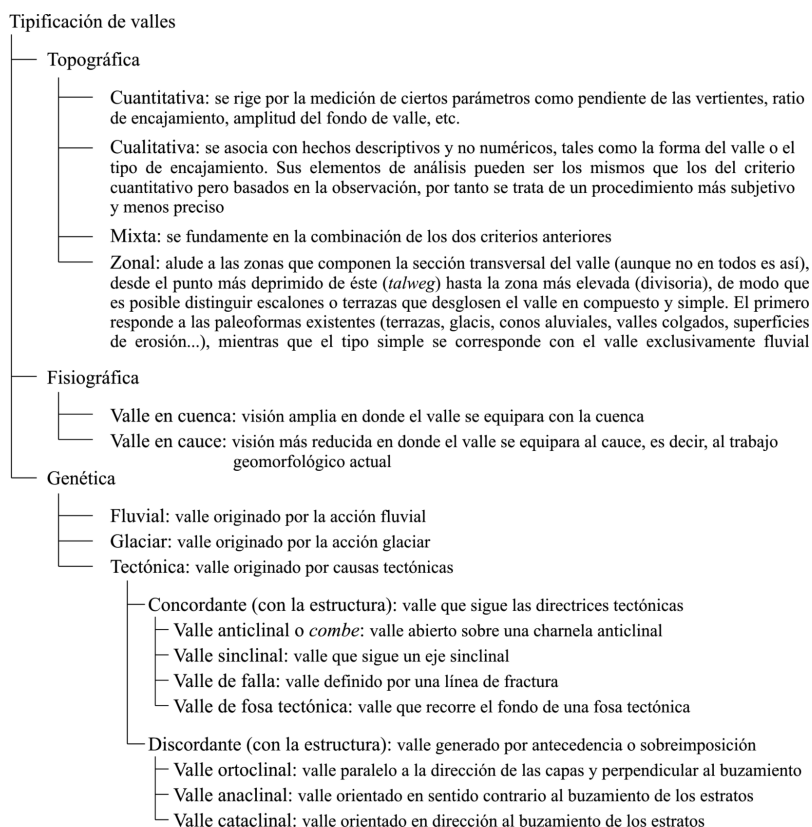 Tipificación de valles
Topográfica
Cuantitativa: se rige por la medición de ciertos parámetros como pendiente de las vertientes, ratio
de encajamiento, amplitud del fondo de valle, etc.
Cualitativa: se asocia con hechos descriptivos y no numéricos, tales como la forma del valle o el
tipo de encajamiento. Sus elementos de análisis pueden ser los mismos que los del criterio
cuantitativo pero basados en la observación, por tanto se trata de un procedimiento más subjetivo
y menos preciso
Mixta: se fundamente en la combinación de los dos criterios anteriores
Zonal: alude a las zonas que componen la sección transversal del valle (aunque no en todos es así),
desde el punto más deprimido de éste (talweg) hasta la zona más elevada (divisoria), de modo que
es posible distinguir escalones o terrazas que desglosen el valle en compuesto y simple. El primero
responde a las paleoformas existentes (terrazas, glacis, conos aluviales, valles colgados, superficies
de erosión...), mientras que el tipo simple se corresponde con el valle exclusivamente fluvial
Fisiográfica
Valle en cuenca: visión amplia en donde el valle se equipara con la cuenca
Valle en cauce: visión más reducida en donde el valle se equipara al cauce, es decir, al trabajo
geomorfológico actual
Genética
Fluvial: valle originado por la acción fluvial
Glaciar: valle originado por la acción glaciar
Tectónica: valle originado por causas tectónicas
Concordante (con la estructura): valle que sigue las directrices tectónicas
Valle anticlinal o combe: valle abierto sobre una charnela anticlinal
Valle sinclinal: valle que sigue un eje sinclinal
Valle de falla: valle definido por una línea de fractura
Valle de fosa tectónica: valle que recorre el fondo de una fosa tectónica
Discordante (con la estructura): valle generado por antecedencia o sobreimposición
Valle ortoclinal: valle paralelo a la dirección de las capas y perpendicular al buzamiento
Valle anaclinal: valle orientado en sentido contrario al buzamiento de los estratos
Valle cataclinal: valle orientado en dirección al buzamiento de los estratos